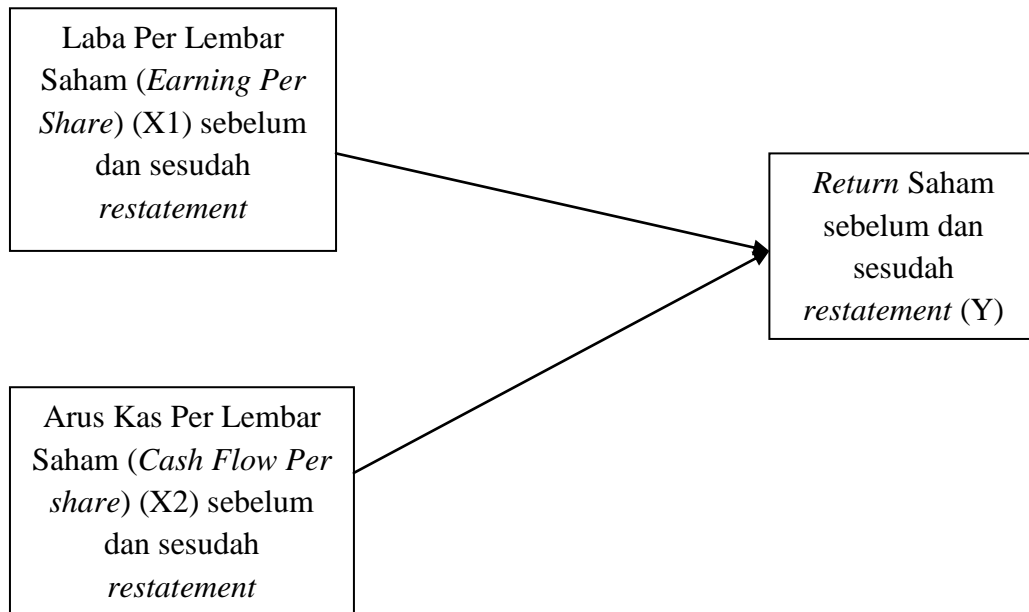 Laba Per Lembar
Saham (Earning Per
Share) (X1) sebelum
dan sesudah
restatement
Return Saham
sebelum dan
sesudah
restatement (Y)
Arus Kas Per Lembar
Saham (Cash Flow Per
share) (X2) sebelum
dan sesudah
restatement